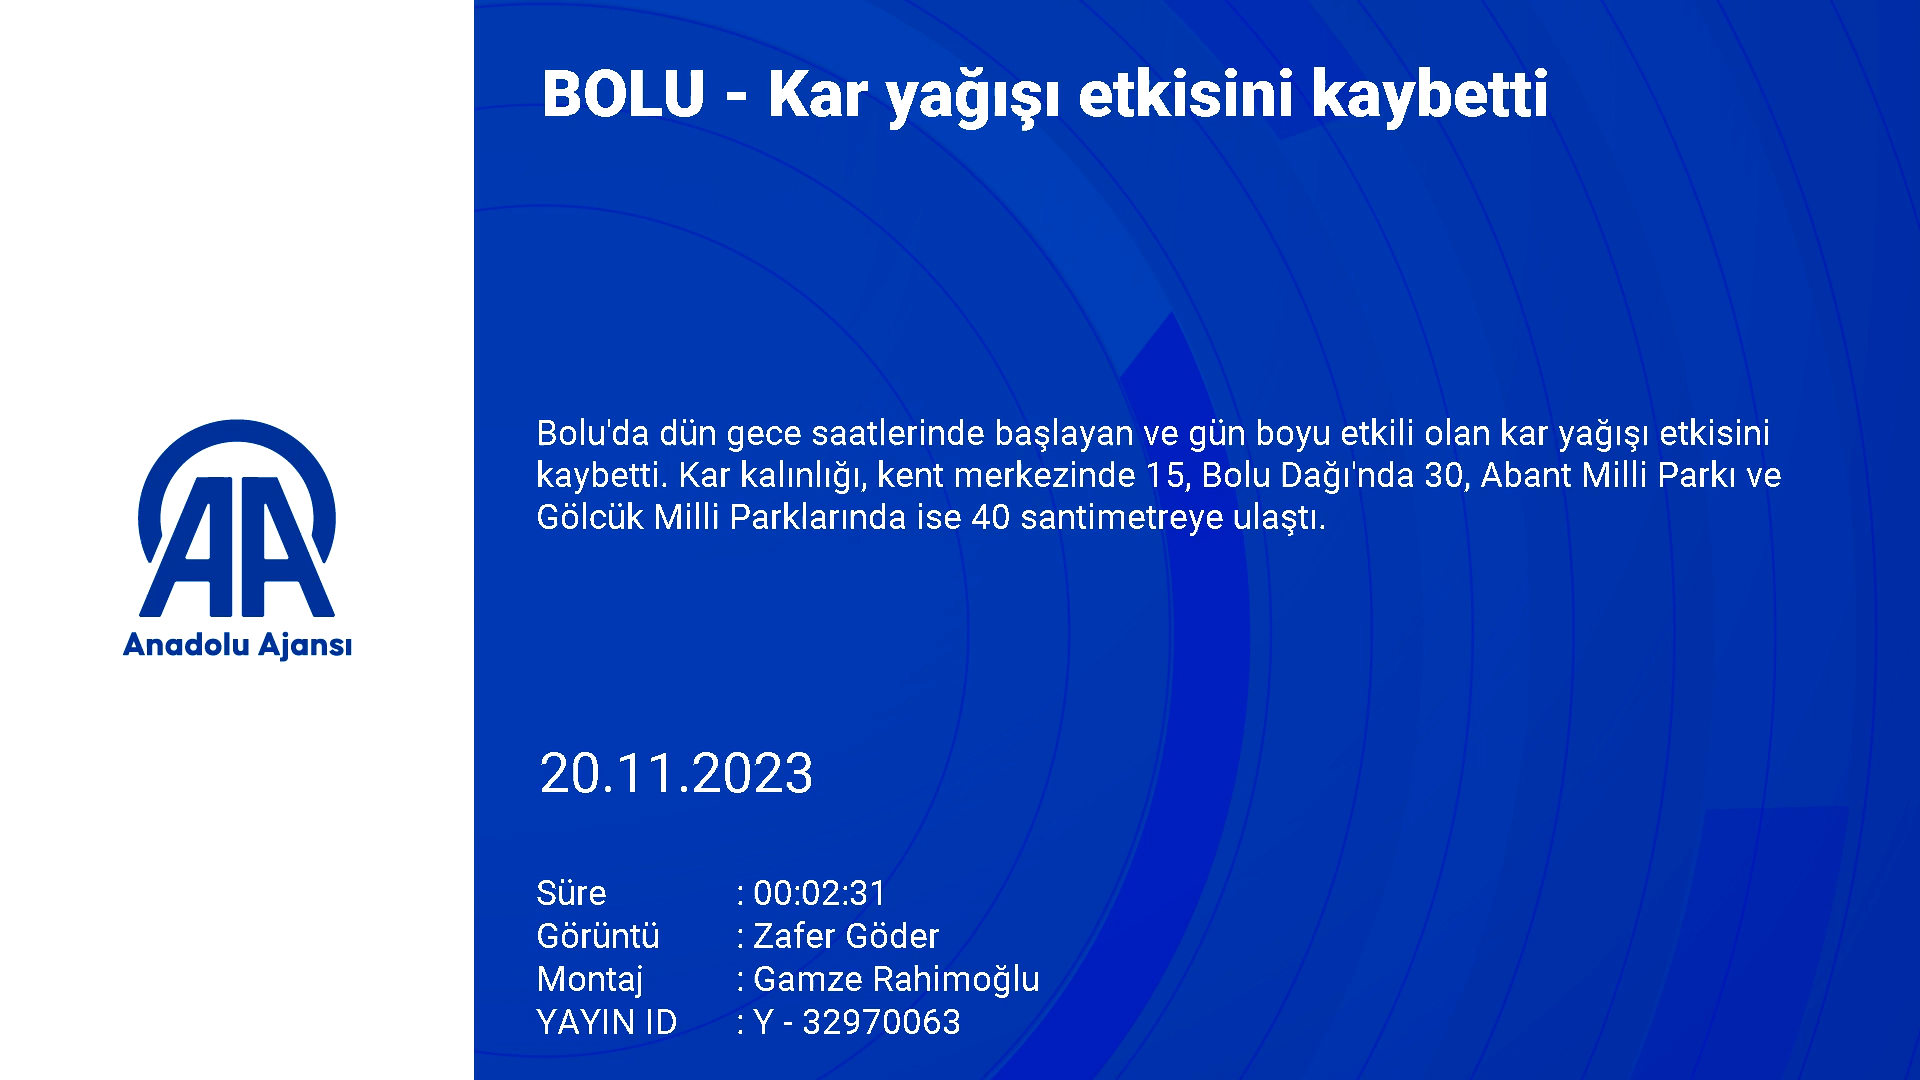 BOLU - Kar yağışı etkisini kaybetti
Bolu'da dün gece saatlerinde başlayan ve gün boyu etkili olan kar yağışı etkisini
kaybetti. Kar kalınlığı, kent merkezinde 15, Bolu Dağı'nda 30, Abant Milli Parkı ve
Gölcük Milli Parklarında ise 40 santimetreye ulaştı.
AA
Anadolu Ajansı
20.11.2023
Süre : 00:02:31
Görüntü : Zafer Göder
Montaj : Gamze Rahimoğlu
YAYIN ID : Y - 32970063